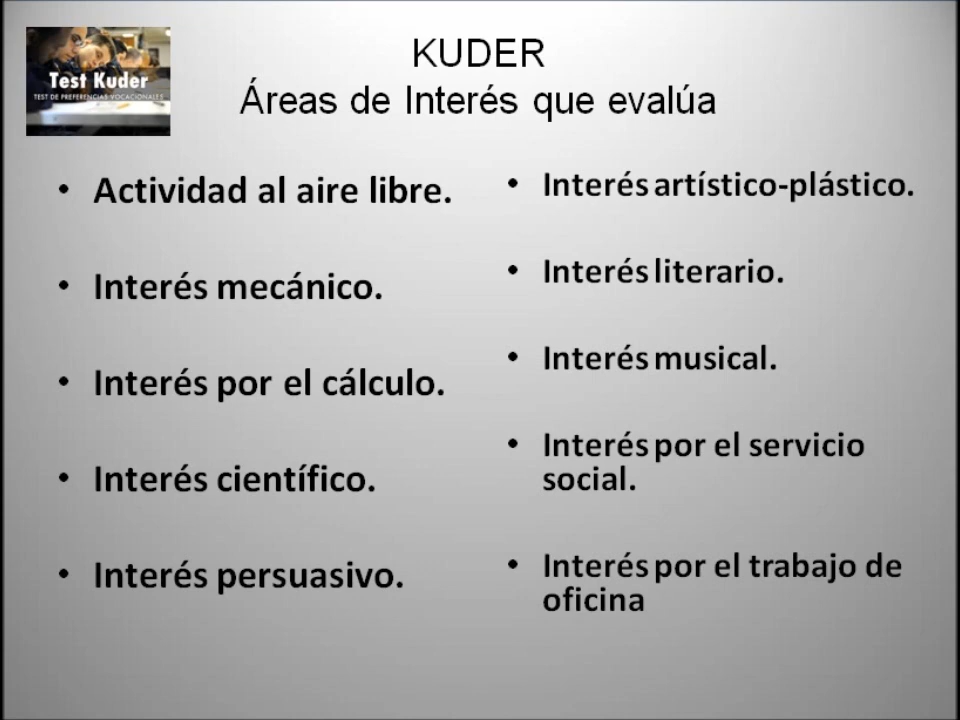 KUDER
Áreas de Interés que evalúa
Test Kuder
TEST DE PREFERENCIAS VOCACIONALES
• Actividad al aire libre.
• Interés mecánico.
• Interés por el cálculo.
• Interés científico.
• Interés persuasivo.
• Interés artístico-plástico.
• Interés literario.
• Interés musical.
• Interés por el servicio
social.
• Interés por el trabajo de
oficina